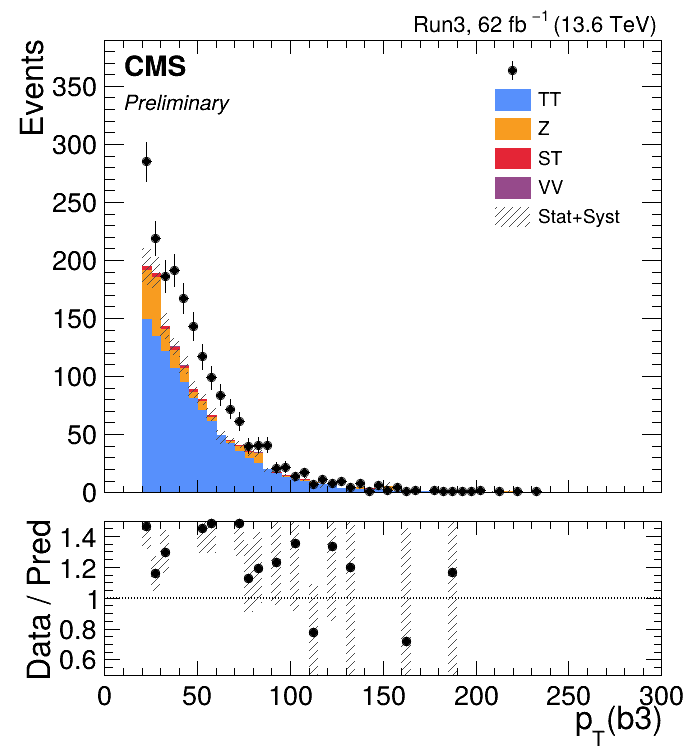 Run3, 62 fb⁻¹ (13.6 TeV)
Events
CMS
Preliminary
TT
Z
ST
VV
Stat+Syst
350
300
250
200
150
100
50
0
Data / Pred
1.4
1.2
1
0.8
0.6
0 50 100 150 200 250 300
p_T(b3)